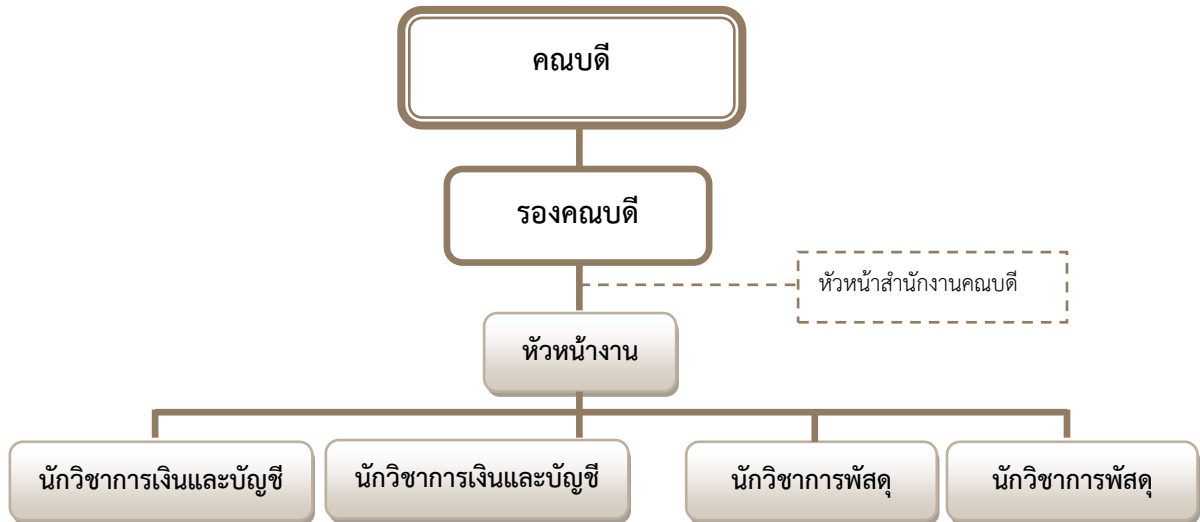 คณบดี
รองคณบดี
หัวหน้าสำนักงานคณบดี
หัวหน้างาน
นักวิชาการเงินและบัญชี
นักวิชาการเงินและบัญชี
นักวิชาการพัสดุ
นักวิชาการพัสดุ